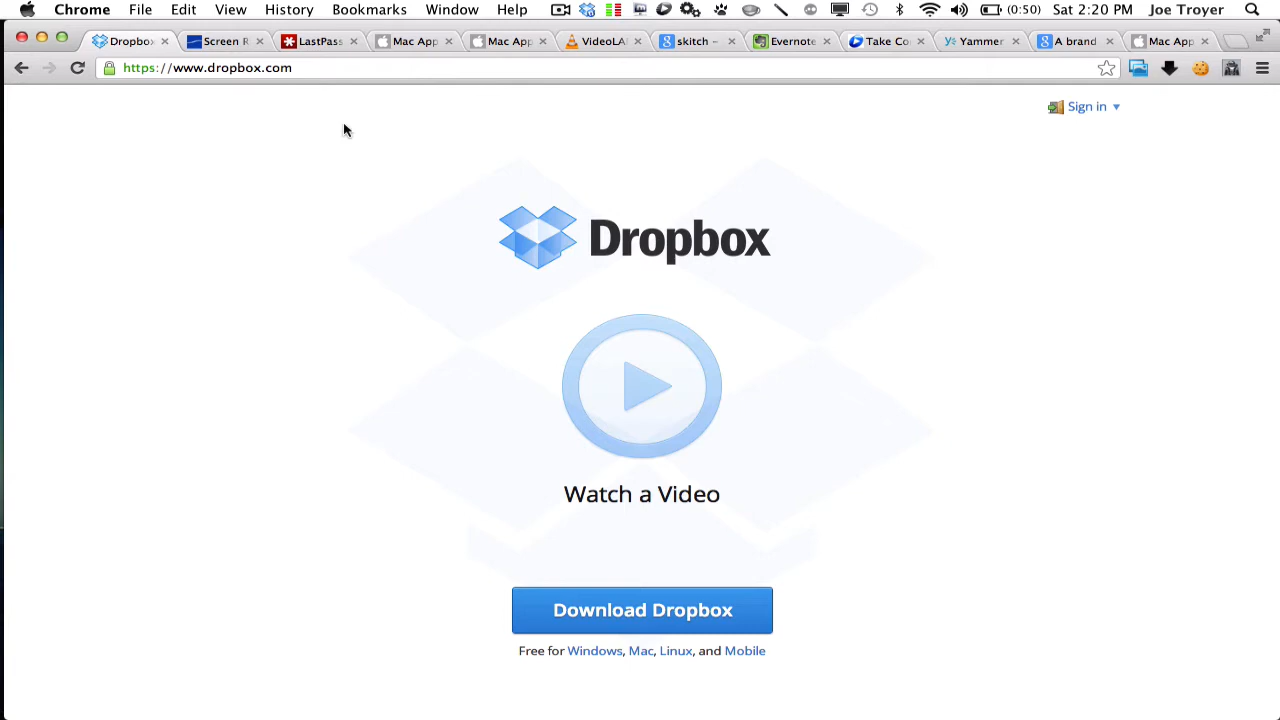 Chrome File Edit View History Bookmarks Window Help (0:50) Sat 2:20 PM Joe Troyer
Dropbox Screen R LastPass Mac App Mac App VideoLA skitch - Evernote Take Co Yamm A brand Mac App
https://www.dropbox.com
Sign in
Dropbox
Watch a Video
Download Dropbox
Free for Windows, Mac, Linux, and Mobile